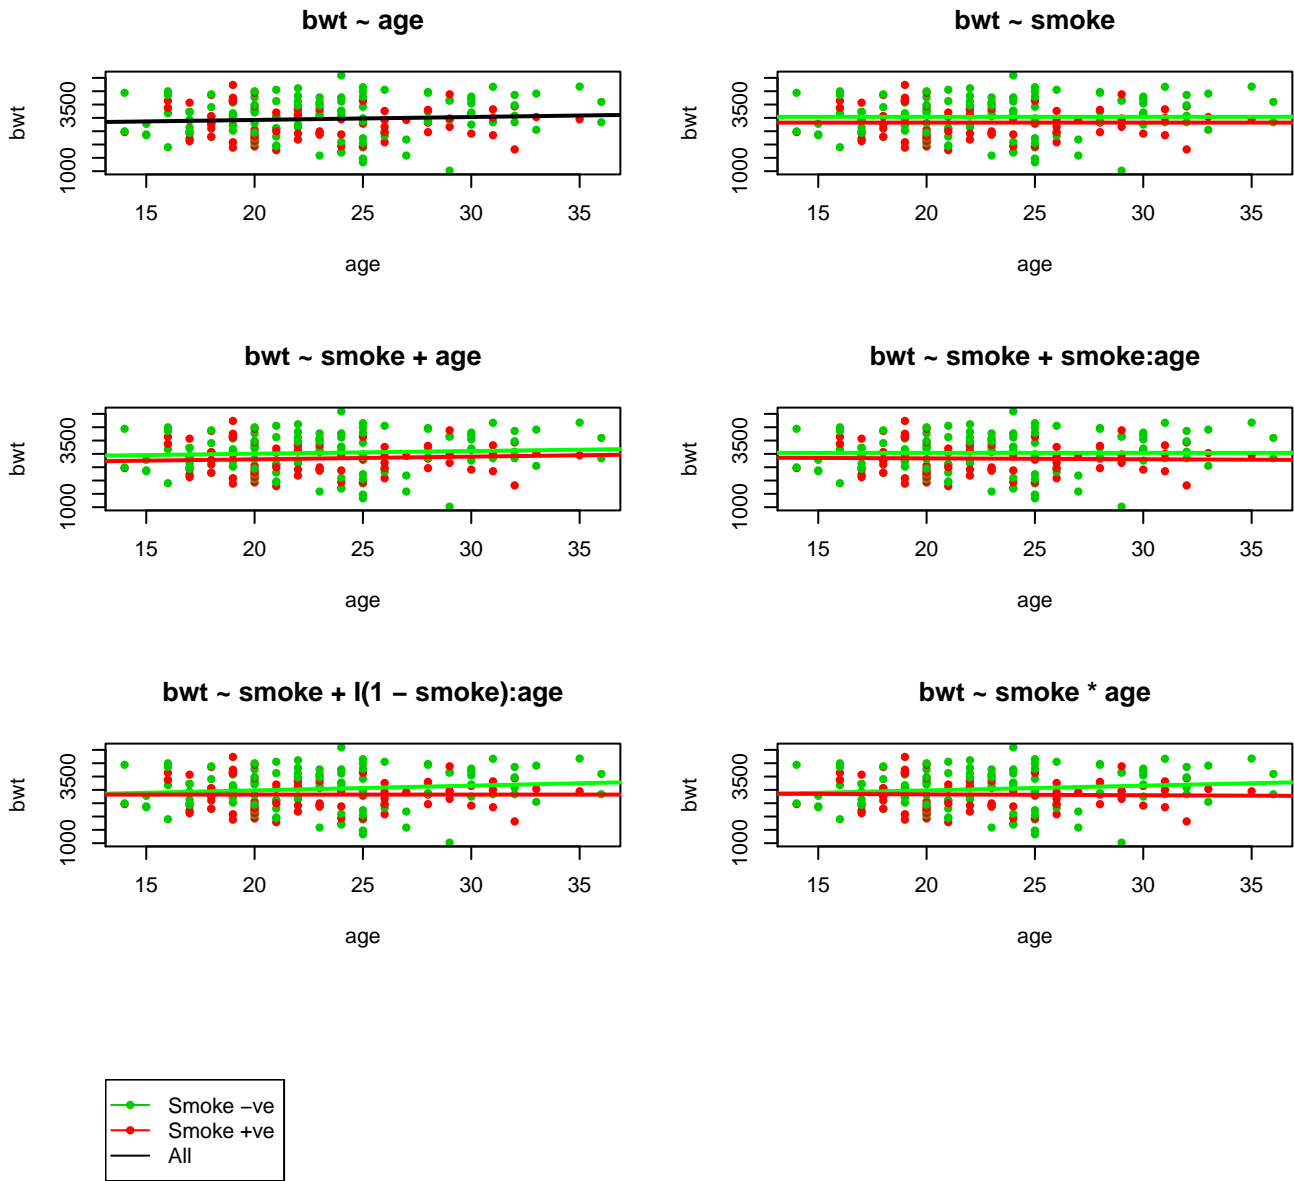 bwt ~ age
bwt
1000 3500
15 20 25 30 35
age
bwt ~ smoke
bwt
1000 3500
15 20 25 30 35
age
bwt ~ smoke + age
bwt
1000 3500
15 20 25 30 35
age
bwt ~ smoke + smoke:age
bwt
1000 3500
15 20 25 30 35
age
bwt ~ smoke + I(1 − smoke):age
bwt
1000 3500
15 20 25 30 35
age
bwt ~ smoke * age
bwt
1000 3500
15 20 25 30 35
age
Smoke −ve
Smoke +ve
All